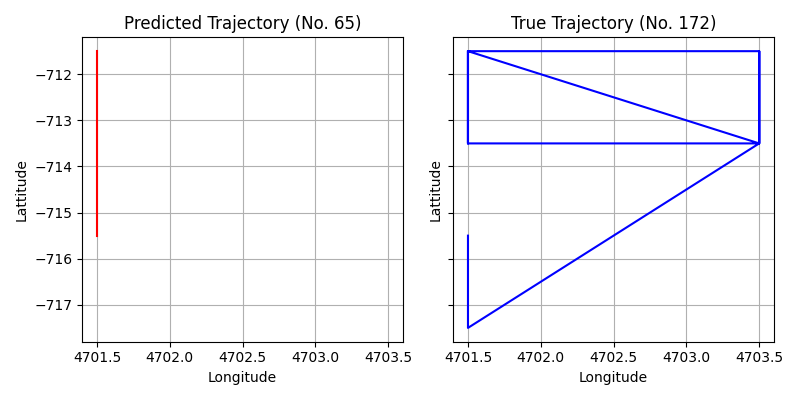 Predicted Trajectory (No. 65)
Lattitude
−712
−713
−714
−715
−716
−717
4701.5 4702.0 4702.5 4703.0 4703.5
Longitude
True Trajectory (No. 172)
Lattitude
4701.5 4702.0 4702.5 4703.0 4703.5
Longitude